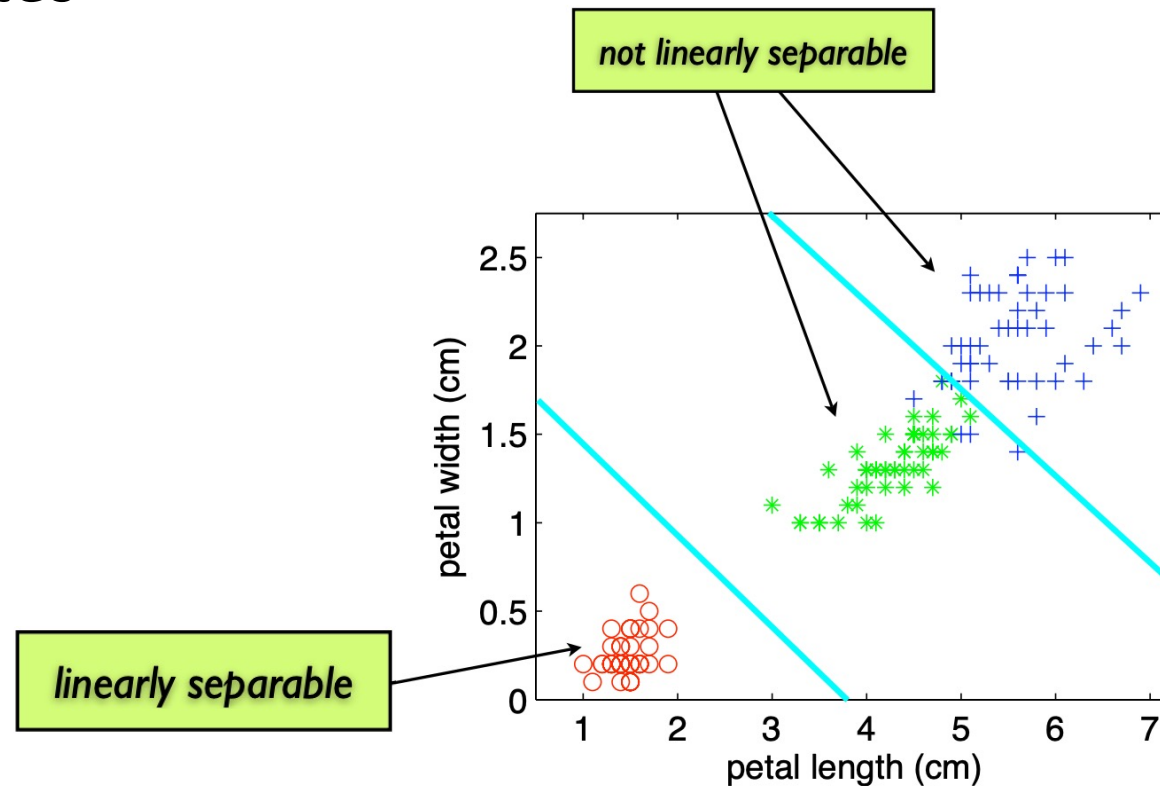 not linearly separable
2.5
2
1.5
1
0.5
0
petal width (cm)
linearly separable
1 2 3 4 5 6 7
petal length (cm)